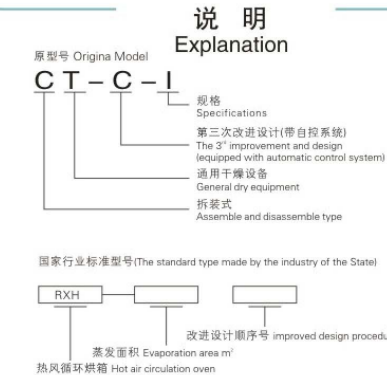 说 明
Explanation
原型号 Origina Model
C T - C - I
规格
Specifications
第三次改进设计(带自控系统)
The 3rd improvement and design
(equipped with automatic control system)
通用干燥设备
General dry equipment
拆装式
Assemble and disassemble type
国家行业标准型号(The standard type made by the industry of the State)
RXH
改进设计顺序号 improved design procedu
蒸发面积 Evaporation area m²
热风循环烘箱 Hot air circulation oven